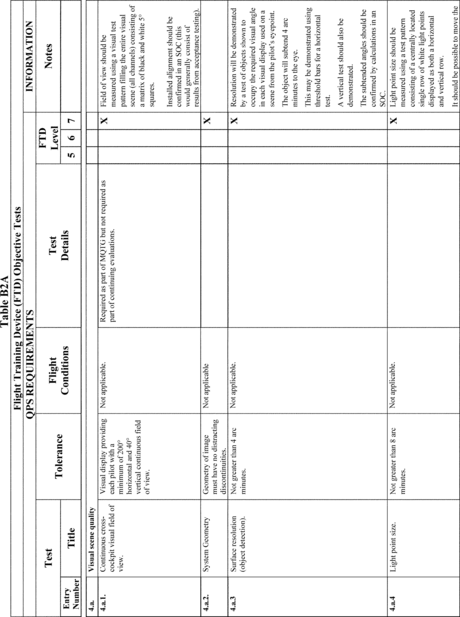 Table B2A
Flight Training Device (FTD) Objective Tests
QPS REQUIREMENTS
INFORMATION
Test
Tolerance
Flight
Conditions
Test
Details
FTD
Level
Notes
Entry
Number
Title
5 6 7
4.a. Visual scene quality
4.a.1.
Continuous cross-
cockpit visual field of
view.
Visual display providing
each pilot with a
minimum of 200°
horizontal and 40°
vertical continuous field
of view.
Not applicable.
Required as part of MQTG but not required as
part of continuing evaluations.
X
Field of view should be
measured using a visual test
pattern filling the entire visual
scene (all channels) consisting of
a matrix of black and white 5°
squares.
Installed alignment should be
confirmed in an SOC (this
would generally consist of
results from acceptance testing).
4.a.2.
System Geometry
Geometry of image
must have no distracting
discontinuities.
Not applicable
X
4.a.3
Surface resolution
(object detection).
Not greater than 4 arc
minutes.
Not applicable.
X
Resolution will be demonstrated
by a test of objects shown to
occupy the required visual angle
in each visual display used on a
scene from the pilot's eyepoint.
The object will subtend 4 arc
minutes to the eye.
This may be demonstrated using
threshold bars for a horizontal
test.
A vertical test should also be
demonstrated.
The subtended angles should be
confirmed by calculations in an
SOC.
4.a.4
Light point size.
Not greater than 8 arc
minutes.
Not applicable.
X
Light point size should be
measured using a test pattern
consisting of a centrally located
single row of white light points
displayed as both a horizontal
and vertical row.
It should be possible to move the